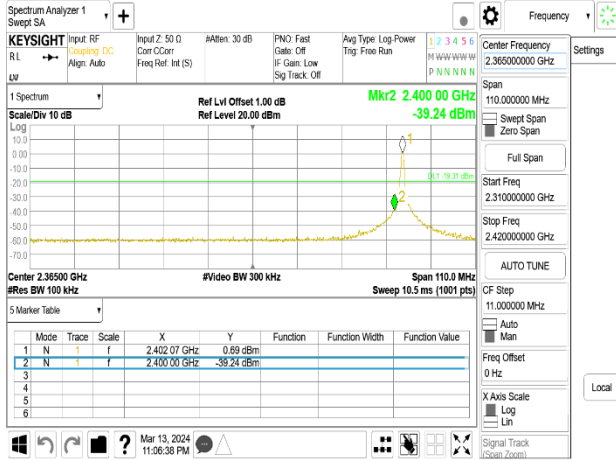 Spectrum Analyzer 1
Swept SA
Frequency
KEYSIGHT
RL
Input: RF
Coupling: DC
Align: Auto
Input Z: 50 Ω
Corr CCorr
Freq Ref: Int (S)
#Atten: 30 dB
PNO: Fast
Gate: Off
IF Gain: Low
Sig Track: Off
Avg Type: Log-Power
Trig: Free Run
1 2 3 4 5 6
M W W W W W
P N N N N N
Center Frequency
2.365000000 GHz
Settings
1 Spectrum
Scale/Div 10 dB
Ref Lvl Offset 1.00 dB
Ref Level 20.00 dBm
Mkr2 2.400 00 GHz
-39.24 dBm
Span
110.000000 MHz
Swept Span
Zero Span
Full Span
Start Freq
2.310000000 GHz
Stop Freq
2.420000000 GHz
AUTO TUNE
CF Step
11.000000 MHz
Auto
Man
Freq Offset
0 Hz
X Axis Scale
Log
Lin
Signal Track
(Span Zoom)
Local
Log
10.0
0.00
-10.0
-20.0
-30.0
-40.0
-50.0
-60.0
-70.0
1
DL1 -19.31 dBm
2
Center 2.36500 GHz
#Res BW 100 kHz
#Video BW 300 kHz
Span 110.0 MHz
Sweep 10.5 ms (1001 pts)
5 Marker Table
Mode Trace Scale X Y Function Function Width Function Value
1 N 1 f 2.402 07 GHz 0.69 dBm
2 N 1 f 2.400 00 GHz -39.24 dBm
3
4
5
6
?
Mar 13, 2024
11:06:38 PM